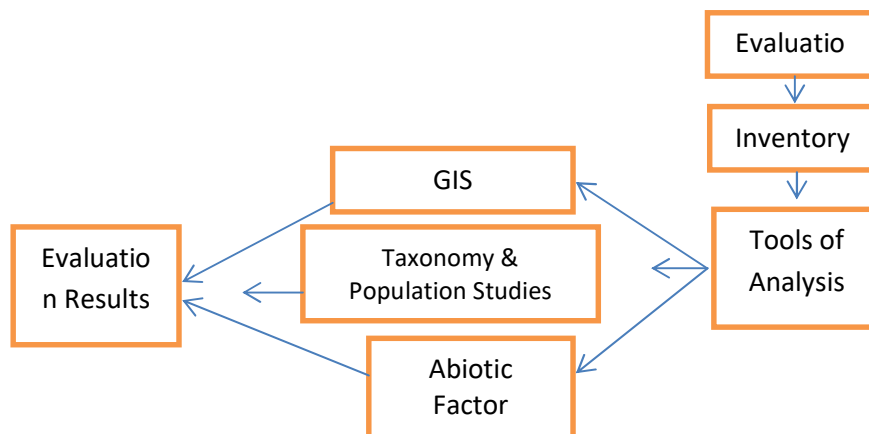 Evaluatio
Inventory
Tools of
Analysis
GIS
Taxonomy &
Population Studies
Abiotic
Factor
Evaluatio
n Results